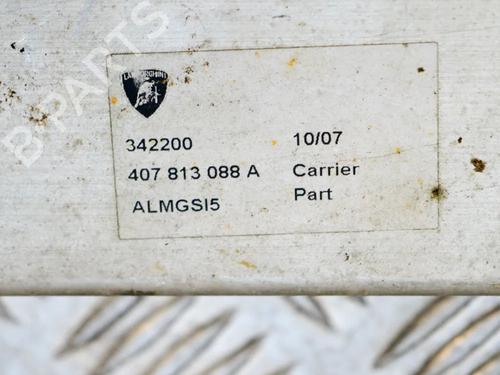 B-PARTS
LAMBORGHINI
342200 10/07
407 813 088 A Carrier
ALMGSI5 Part